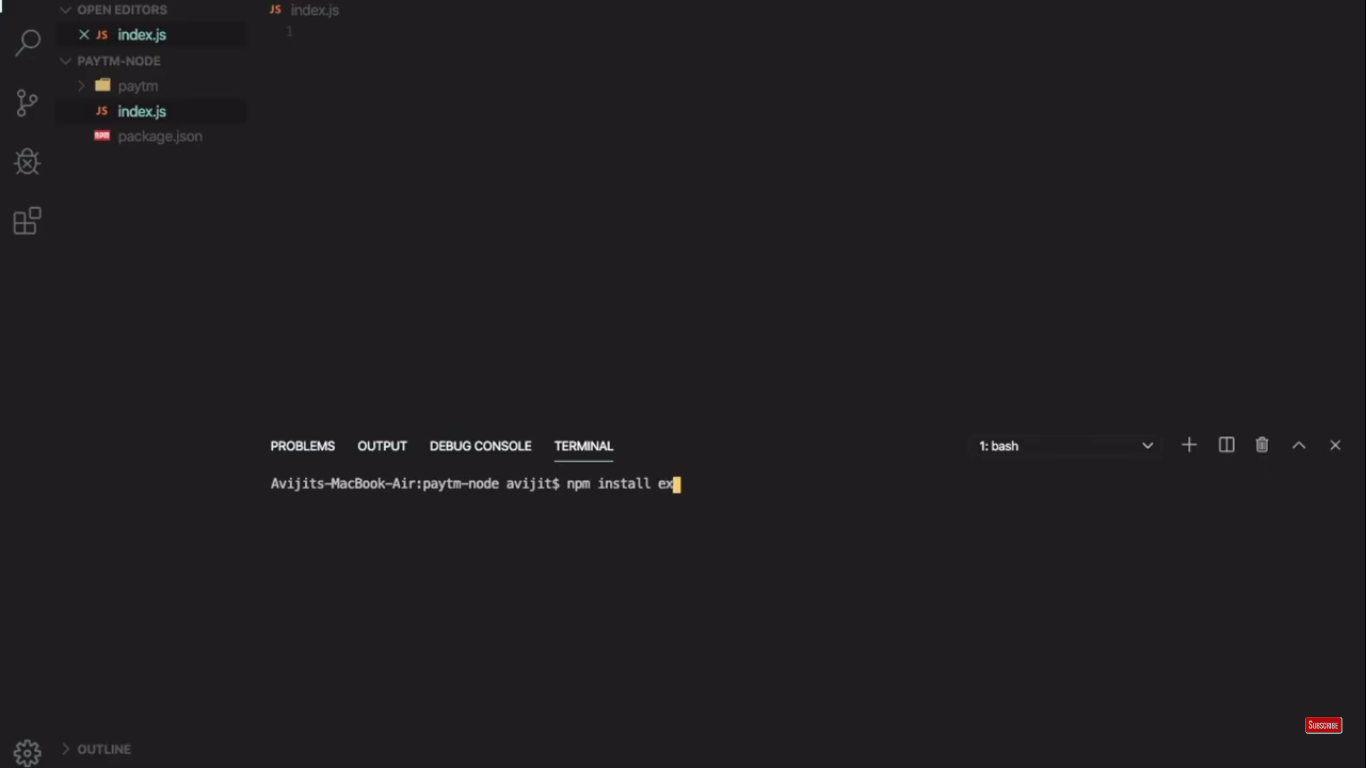 OPEN EDITORS
JS index.js
PAYTM-NODE
paytm
JS index.js
npm package.json
OUTLINE
JS index.js
1
PROBLEMS OUTPUT DEBUG CONSOLE TERMINAL 1: bash
Avijits-MacBook-Air:paytm-node avijit$ npm install ex
SUBSCRIBE